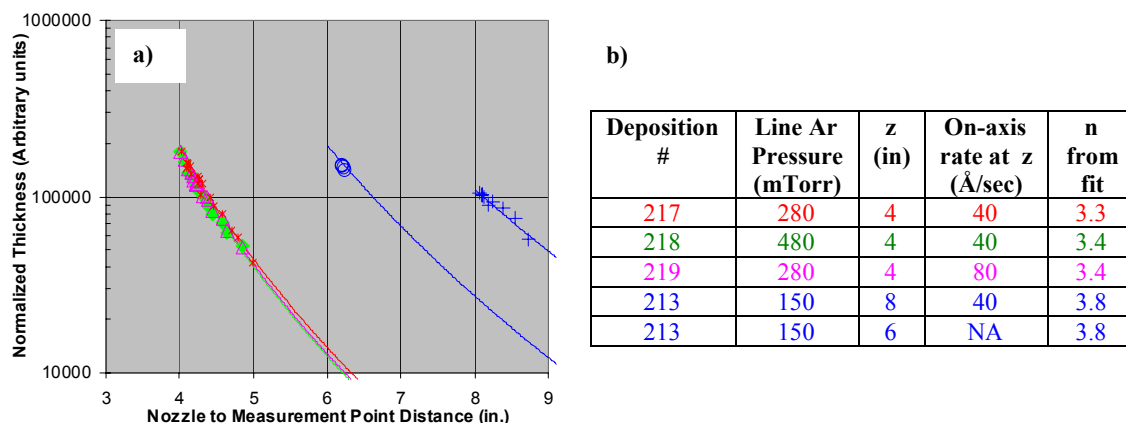 a)
Normalized Thickness (Arbitrary units)
1000000
100000
10000
3 4 5 6 7 8 9
Nozzle to Measurement Point Distance (in.)
b)
Deposition # Line Ar Pressure (mTorr) z (in) On-axis rate at z (Å/sec) n from fit
217 280 4 40 3.3
218 480 4 40 3.4
219 280 4 80 3.4
213 150 8 40 3.8
213 150 6 NA 3.8